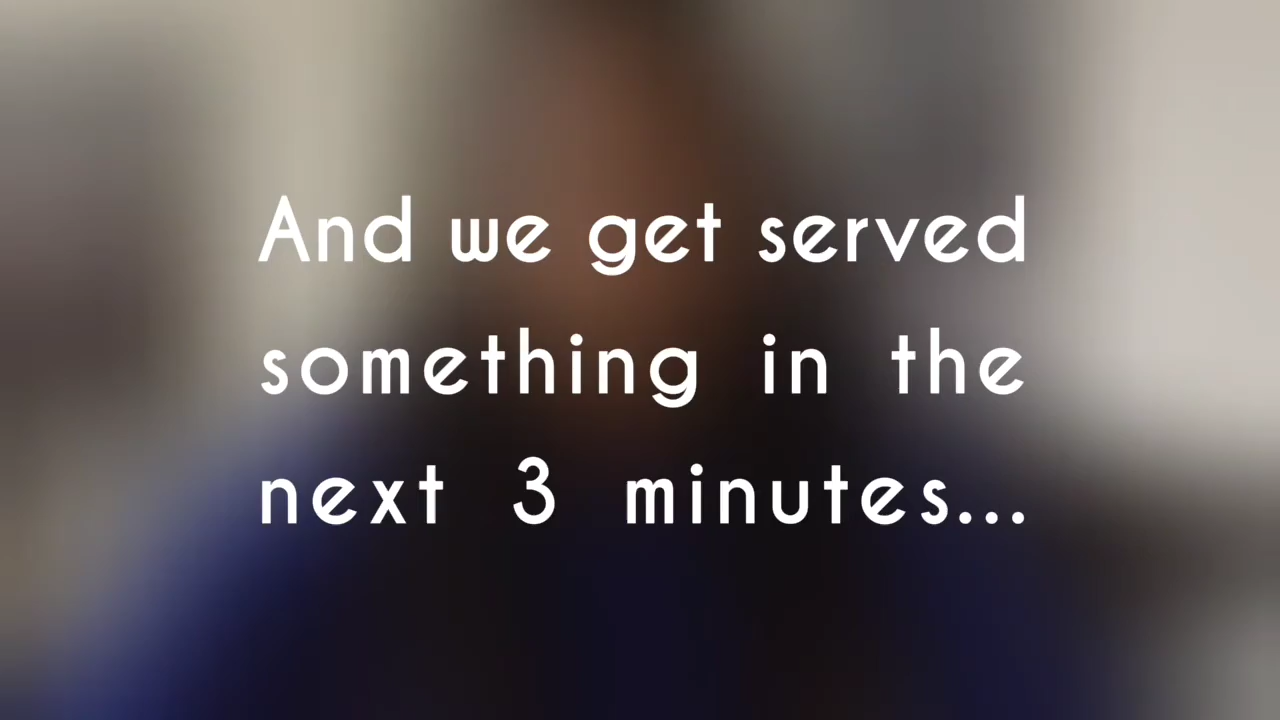 And we get served
something in the
next 3 minutes...